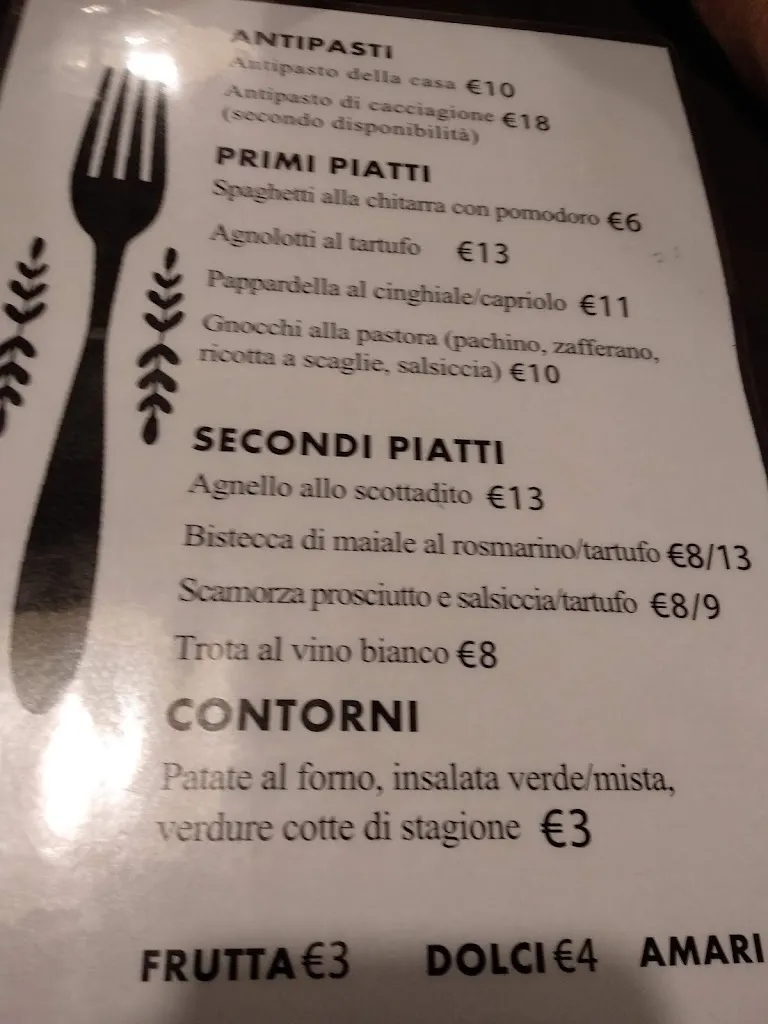 ANTIPASTI
Antipasto della casa €10
Antipasto di cacciagione €18
(secondo disponibilità)
PRIMI PIATTI
Spaghetti alla chitarra con pomodoro €6
Agnolotti al tartufo €13
Pappardella al cinghiale/capriolo €11
Gnocchi alla pastora (pachino, zafferano,
ricotta a scaglie, salsiccia) €10
SECONDI PIATTI
Agnello allo scottadito €13
Bistecca di maiale al rosmarino/tartufo €8/13
Scamorza prosciutto e salsiccia/tartufo €8/9
Trota al vino bianco €8
CONTORNI
Patate al forno, insalata verde/mista,
verdure cotte di stagione €3
FRUTTA €3 DOLCI €4 AMARI